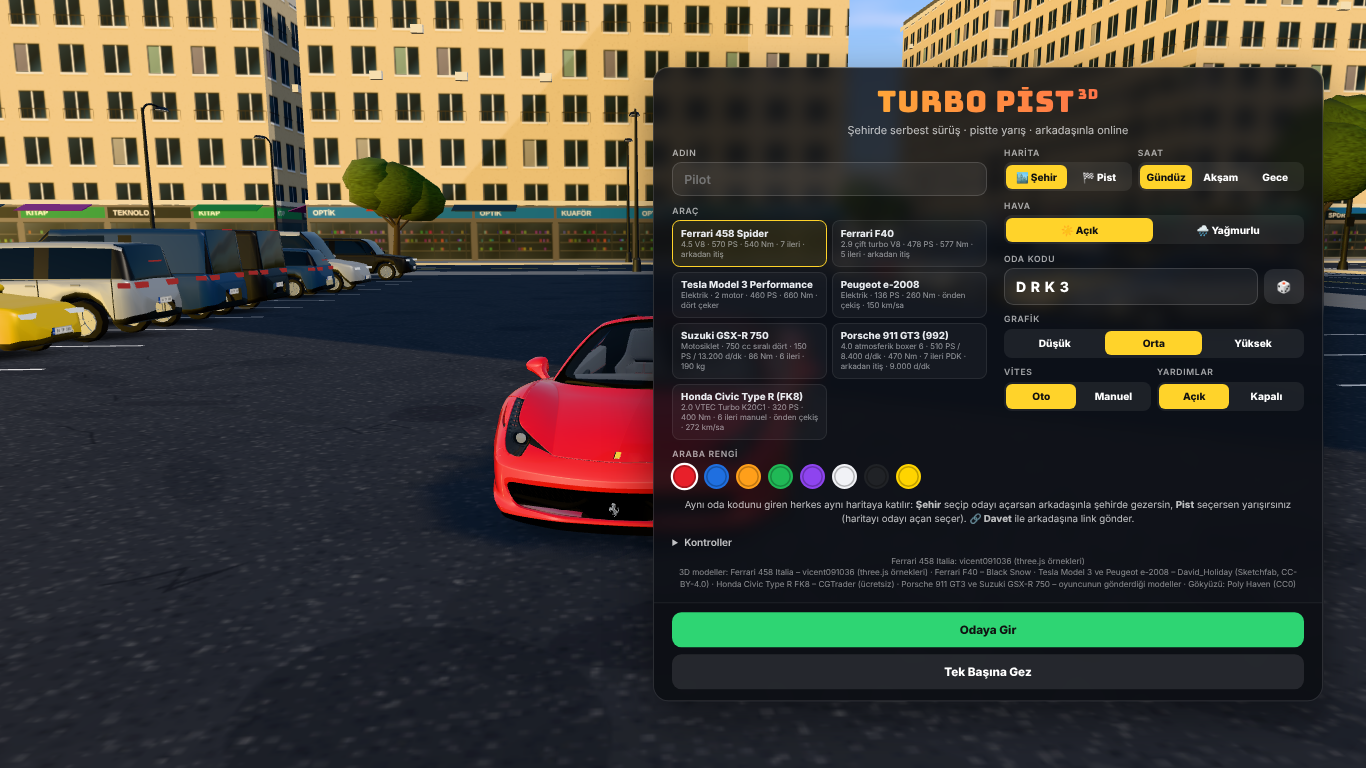 KİTAP
TEKNOLOJ
KİTAP
OPTİK
OPTİK
KUAFÖR
SPOR
TURBO PİST 3D
Şehirde serbest sürüş · pistte yarış · arkadaşınla online
ADIN
Pilot
ARAÇ
Ferrari 458 Spider
4.5 V8 · 570 PS · 540 Nm · 7 ileri ·
arkadan itiş
Ferrari F40
2.9 çift turbo V8 · 478 PS · 577 Nm ·
5 ileri · arkadan itiş
Tesla Model 3 Performance
Elektrik · 2 motor · 460 PS · 660 Nm ·
dört çeker
Peugeot e-2008
Elektrik · 136 PS · 260 Nm · önden
çekiş · 150 km/sa
Suzuki GSX-R 750
Motosiklet · 750 cc sıralı dört · 150
PS / 13.200 d/dk · 86 Nm · 6 ileri ·
190 kg
Porsche 911 GT3 (992)
4.0 atmosferik boxer 6 · 510 PS /
8.400 d/dk · 470 Nm · 7 ileri PDK ·
arkadan itiş · 9.000 d/dk
Honda Civic Type R (FK8)
2.0 VTEC Turbo K20C1 · 320 PS ·
400 Nm · 6 ileri manuel · önden çekiş
· 272 km/sa
HARİTA
🏙️ Şehir
🏁 Pist
SAAT
Gündüz
Akşam
Gece
HAVA
☀️ Açık
🌧️ Yağmurlu
ODA KODU
DRK3
GRAFİK
Düşük
Orta
Yüksek
VİTES
Oto
Manuel
YARDIMLAR
Açık
Kapalı
ARABA RENGİ
Aynı oda kodunu giren herkes aynı haritaya katılır: Şehir seçip odayı açarsan arkadaşınla şehirde gezersin, Pist seçersen yarışırsınız
(haritayı odayı açan seçer). 🔗 Davet ile arkadaşına link gönder.
▶ Kontroller
Ferrari 458 Italia: vicent091036 (three.js örnekleri)
3D modeller: Ferrari 458 Italia – vicent091036 (three.js örnekleri) · Ferrari F40 – Black Snow · Tesla Model 3 ve Peugeot e-2008 – David_Holiday (Sketchfab, CC-
BY-4.0) · Honda Civic Type R FK8 – CGTrader (ücretsiz) · Porsche 911 GT3 ve Suzuki GSX-R 750 – oyuncunun gönderdiği modeller · Gökyüzü: Poly Haven (CC0)
Odaya Gir
Tek Başına Gez